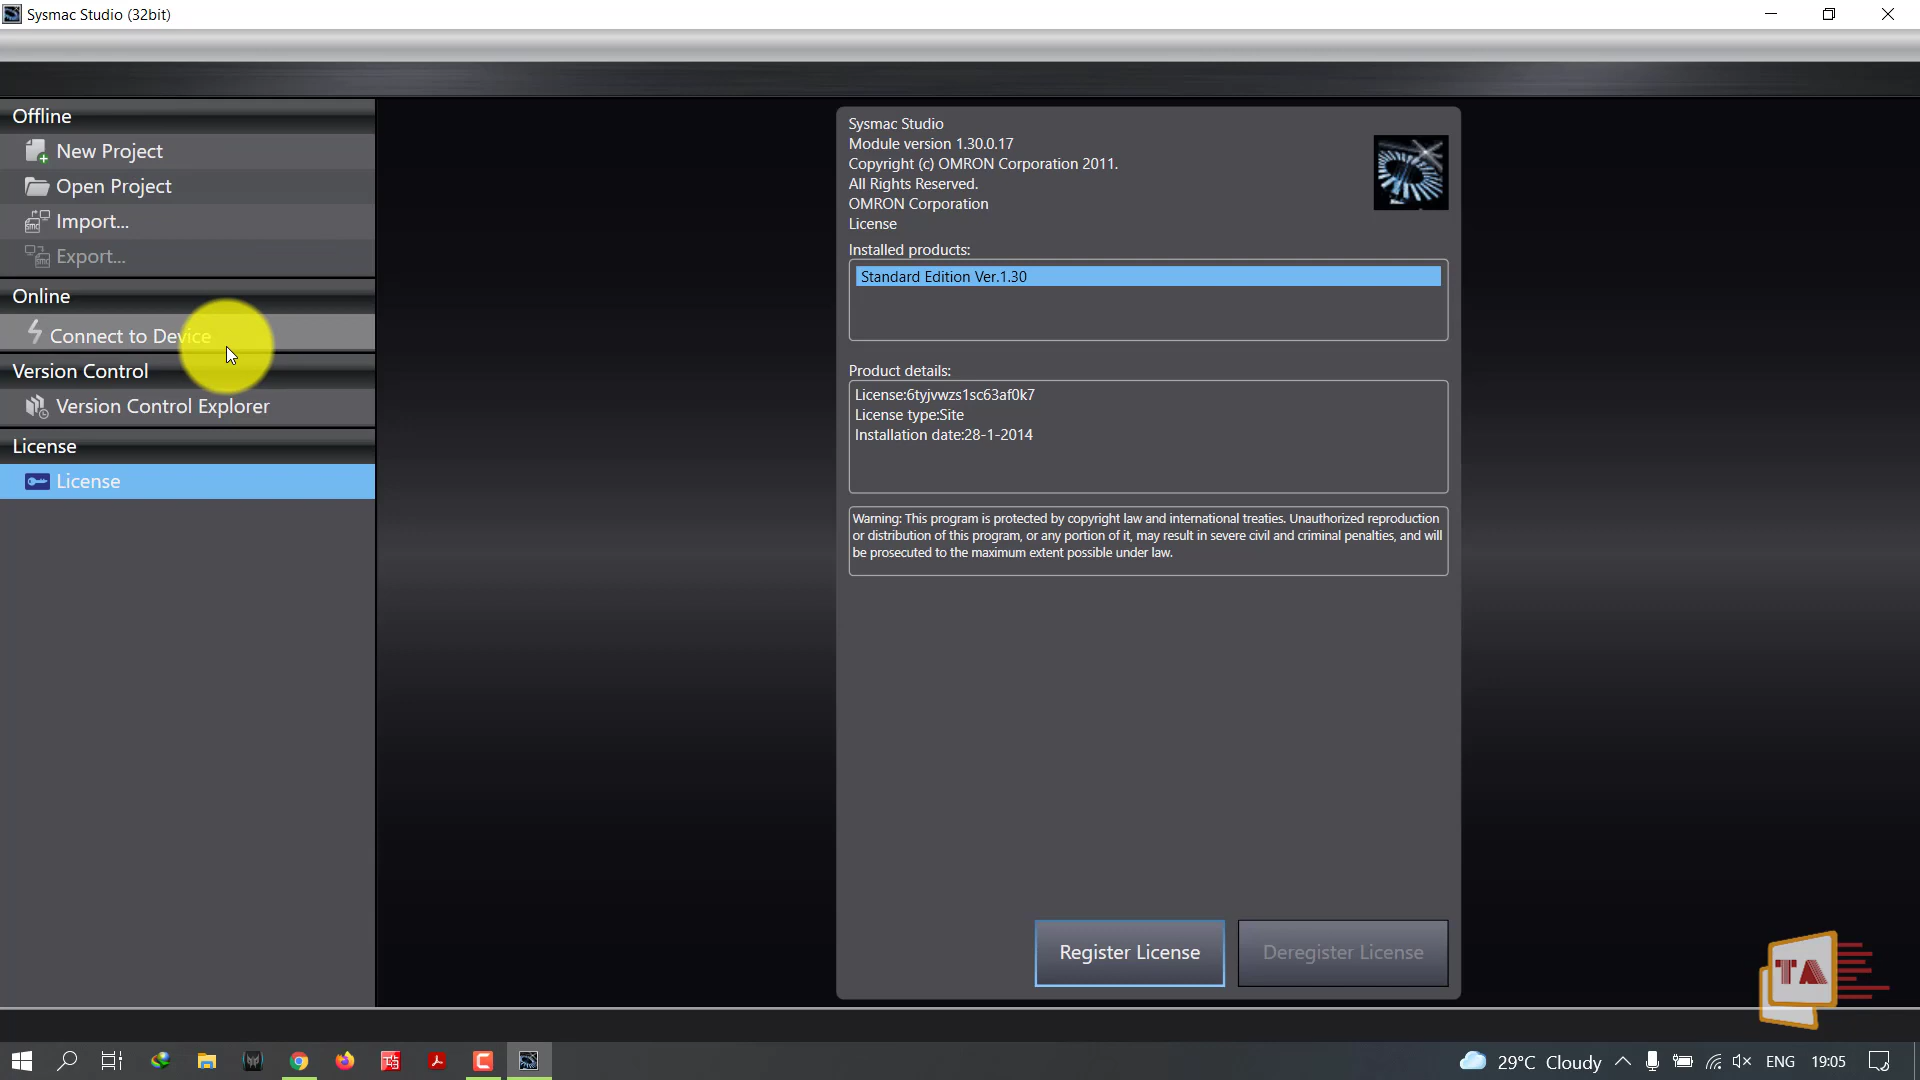 Sysmac Studio (32bit)
Offline
New Project
Open Project
Import...
Export...
Online
Connect to Device
Version Control
Version Control Explorer
License
License
Sysmac Studio
Module version 1.30.0.17
Copyright (c) OMRON Corporation 2011.
All Rights Reserved.
OMRON Corporation
License
Installed products:
Standard Edition Ver.1.30
Product details:
License:6tyjvwzs1sc63af0k7
License type:Site
Installation date:28-1-2014
Warning: This program is protected by copyright law and international treaties. Unauthorized reproduction
or distribution of this program, or any portion of it, may result in severe civil and criminal penalties, and will
be prosecuted to the maximum extent possible under law.
Register License
Deregister License
TA
29°C Cloudy
ENG
19:05